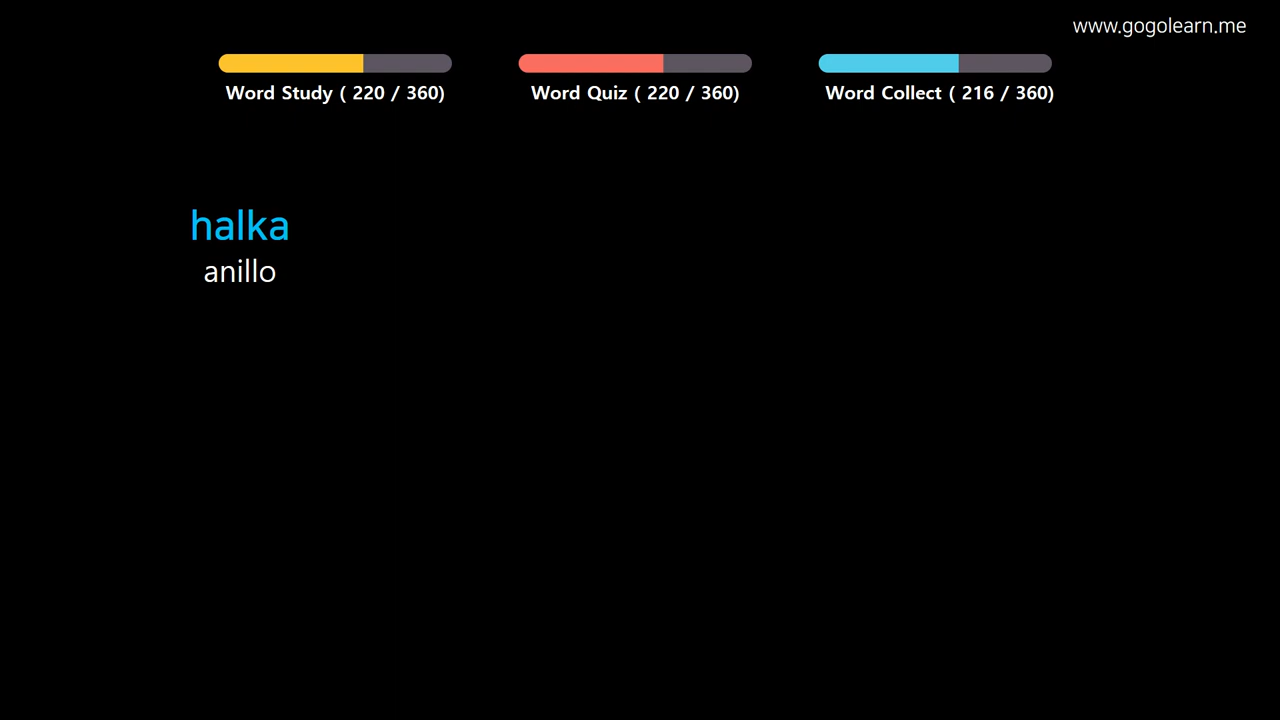 www.gogolearn.me
Word Study ( 220 / 360)
Word Quiz ( 220 / 360)
Word Collect ( 216 / 360)
halka
anillo